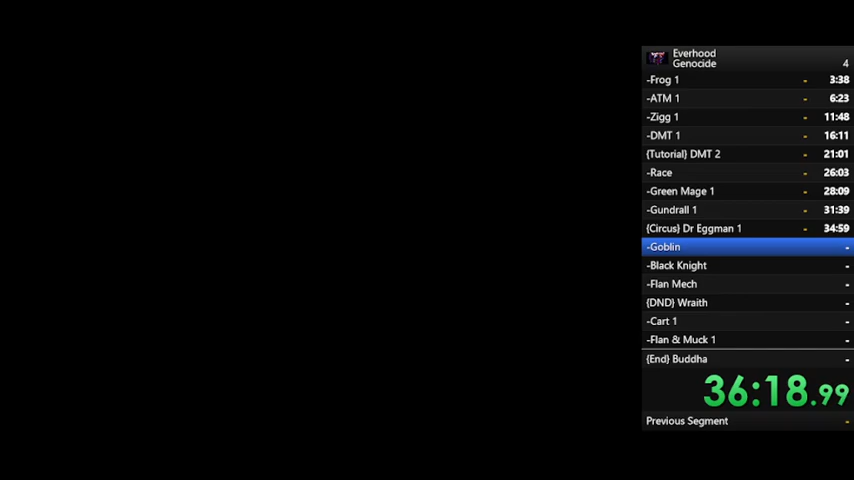 Everhood
Genocide 4
-Frog 1 - 3:38
-ATM 1 - 6:23
-Zigg 1 - 11:48
-DMT 1 - 16:11
{Tutorial} DMT 2 - 21:01
-Race - 26:03
-Green Mage 1 - 28:09
-Gundrall 1 - 31:39
{Circus} Dr Eggman 1 - 34:59
-Goblin -
-Black Knight -
-Flan Mech -
{DND} Wraith -
-Cart 1 -
-Flan & Muck 1 -
{End} Buddha -
36:18.99
Previous Segment -